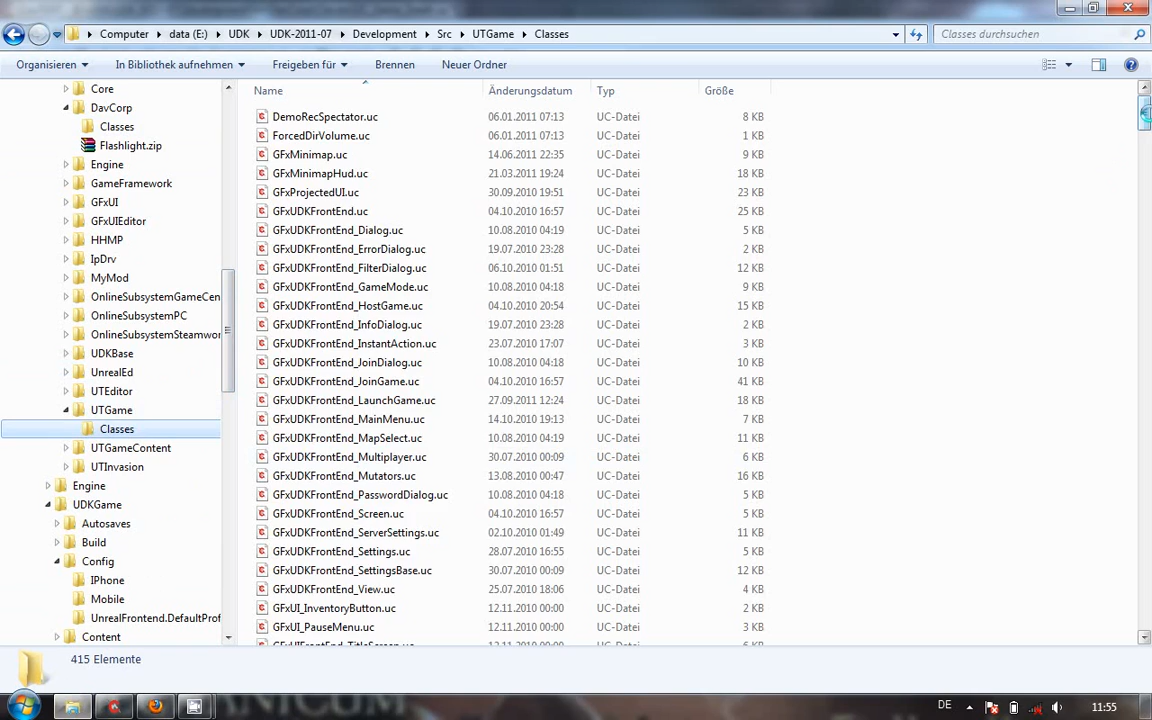 Computer ▸ data (E:) ▸ UDK ▸ UDK-2011-07 ▸ Development ▸ Src ▸ UTGame ▸ Classes
Classes durchsuchen
Organisieren In Bibliothek aufnehmen Freigeben für Brennen Neuer Ordner
Core
DavCorp
Classes
Flashlight.zip
Engine
GameFramework
GFxUI
GFxUIEditor
HHMP
IpDrv
MyMod
OnlineSubsystemGameCen
OnlineSubsystemPC
OnlineSubsystemSteamwor
UDKBase
UnrealEd
UTEditor
UTGame
Classes
UTGameContent
UTInvasion
Engine
UDKGame
Autosaves
Build
Config
IPhone
Mobile
UnrealFrontend.DefaultProf
Content
Name Änderungsdatum Typ Größe
DemoRecSpectator.uc 06.01.2011 07:13 UC-Datei 8 KB
ForcedDirVolume.uc 06.01.2011 07:13 UC-Datei 1 KB
GFxMinimap.uc 14.06.2011 22:35 UC-Datei 9 KB
GFxMinimapHud.uc 21.03.2011 19:24 UC-Datei 18 KB
GFxProjectedUI.uc 30.09.2010 19:51 UC-Datei 23 KB
GFxUDKFrontEnd.uc 04.10.2010 16:57 UC-Datei 25 KB
GFxUDKFrontEnd_Dialog.uc 10.08.2010 04:19 UC-Datei 5 KB
GFxUDKFrontEnd_ErrorDialog.uc 19.07.2010 23:28 UC-Datei 2 KB
GFxUDKFrontEnd_FilterDialog.uc 06.10.2010 01:51 UC-Datei 12 KB
GFxUDKFrontEnd_GameMode.uc 10.08.2010 04:18 UC-Datei 9 KB
GFxUDKFrontEnd_HostGame.uc 04.10.2010 20:54 UC-Datei 15 KB
GFxUDKFrontEnd_InfoDialog.uc 19.07.2010 23:28 UC-Datei 2 KB
GFxUDKFrontEnd_InstantAction.uc 23.07.2010 17:07 UC-Datei 3 KB
GFxUDKFrontEnd_JoinDialog.uc 10.08.2010 04:18 UC-Datei 10 KB
GFxUDKFrontEnd_JoinGame.uc 04.10.2010 16:57 UC-Datei 41 KB
GFxUDKFrontEnd_LaunchGame.uc 27.09.2011 12:24 UC-Datei 18 KB
GFxUDKFrontEnd_MainMenu.uc 14.10.2010 19:13 UC-Datei 7 KB
GFxUDKFrontEnd_MapSelect.uc 10.08.2010 04:19 UC-Datei 11 KB
GFxUDKFrontEnd_Multiplayer.uc 30.07.2010 00:09 UC-Datei 6 KB
GFxUDKFrontEnd_Mutators.uc 13.08.2010 00:47 UC-Datei 16 KB
GFxUDKFrontEnd_PasswordDialog.uc 10.08.2010 04:18 UC-Datei 5 KB
GFxUDKFrontEnd_Screen.uc 04.10.2010 16:57 UC-Datei 5 KB
GFxUDKFrontEnd_ServerSettings.uc 02.10.2010 01:49 UC-Datei 11 KB
GFxUDKFrontEnd_Settings.uc 28.07.2010 16:55 UC-Datei 5 KB
GFxUDKFrontEnd_SettingsBase.uc 30.07.2010 00:09 UC-Datei 12 KB
GFxUDKFrontEnd_View.uc 25.07.2010 18:06 UC-Datei 4 KB
GFxUI_InventoryButton.uc 12.11.2010 00:00 UC-Datei 2 KB
GFxUI_PauseMenu.uc 12.11.2010 00:00 UC-Datei 3 KB
415 Elemente
DE 11:55